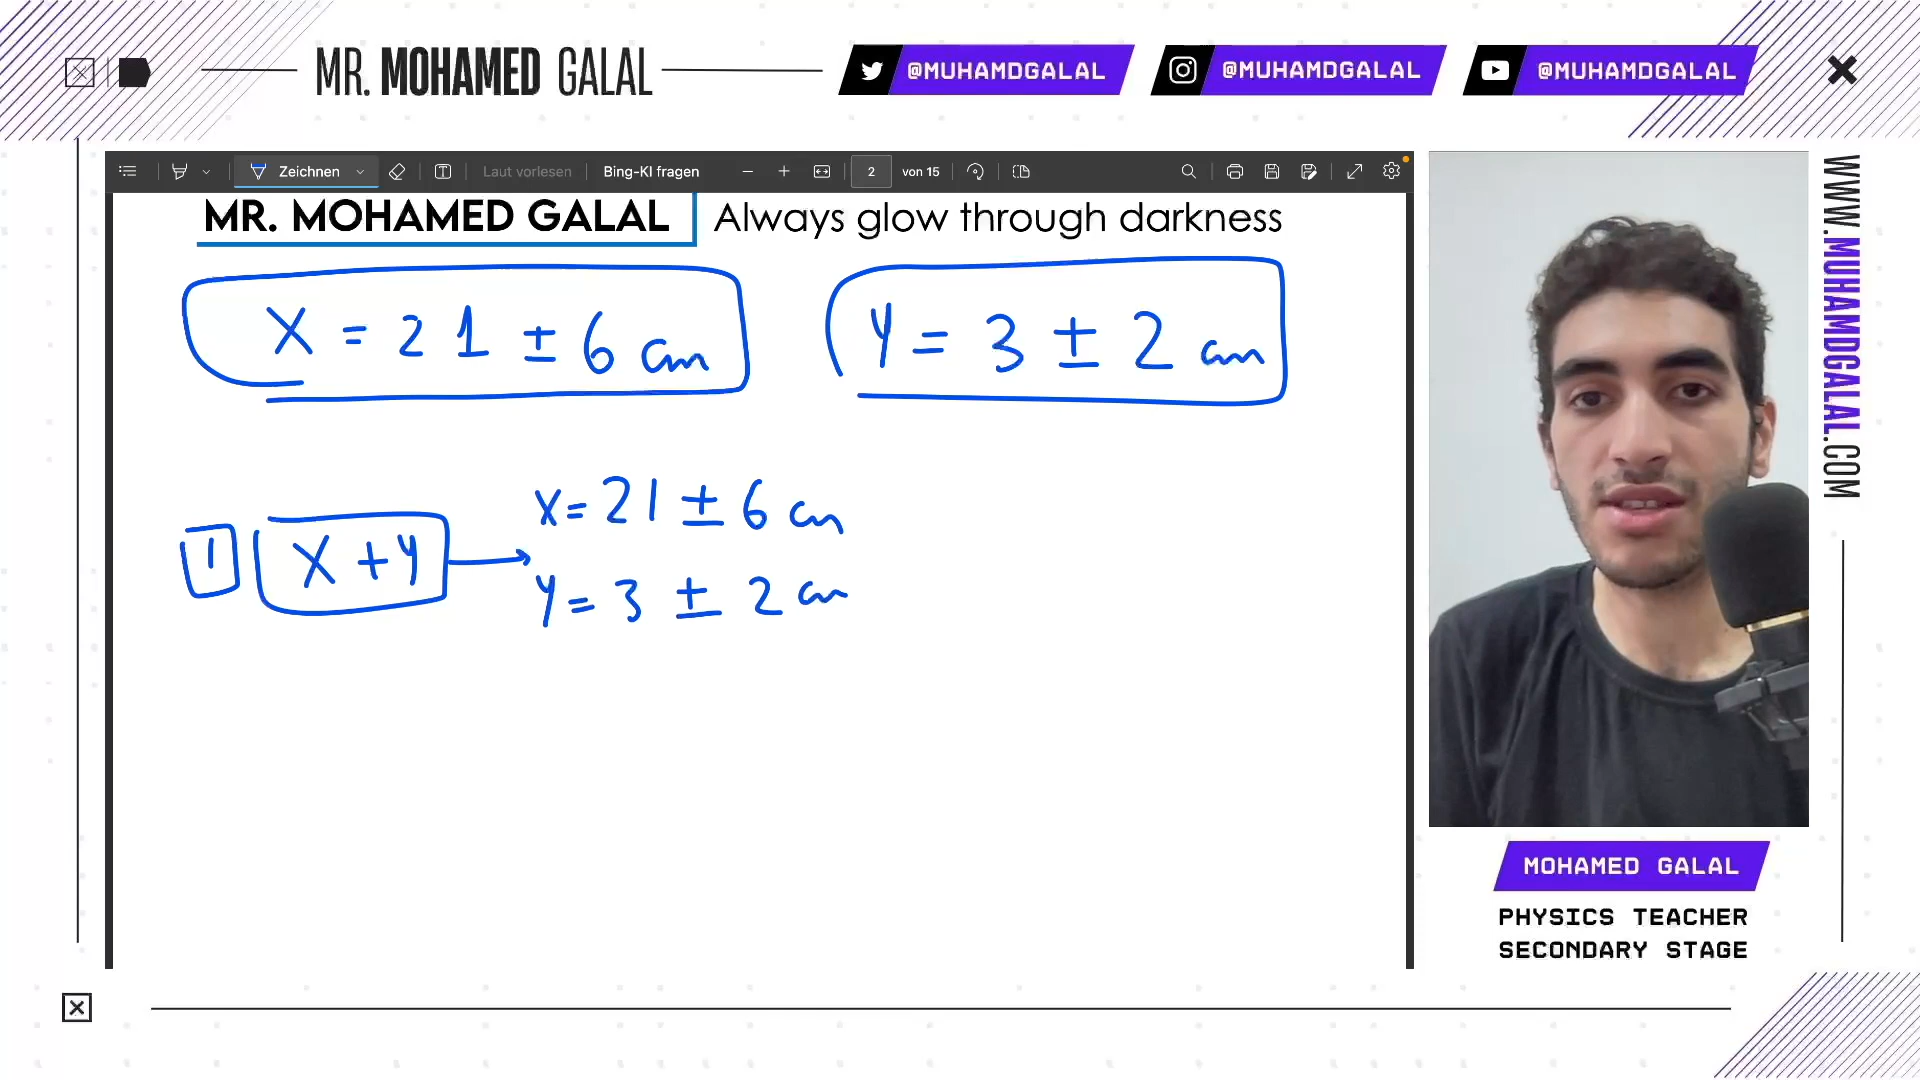 MR. MOHAMED GALAL
@MUHAMDGALAL
@MUHAMDGALAL
@MUHAMDGALAL
Zeichnen
Laut vorlesen
Bing-KI fragen
2 von 15
MR. MOHAMED GALAL
Always glow through darkness
X = 21 ± 6 cm
Y = 3 ± 2 cm
1
X + Y
X = 21 ± 6 cm
Y = 3 ± 2 cm
WWW.MUHAMDGALAL.COM
MOHAMED GALAL
PHYSICS TEACHER
SECONDARY STAGE